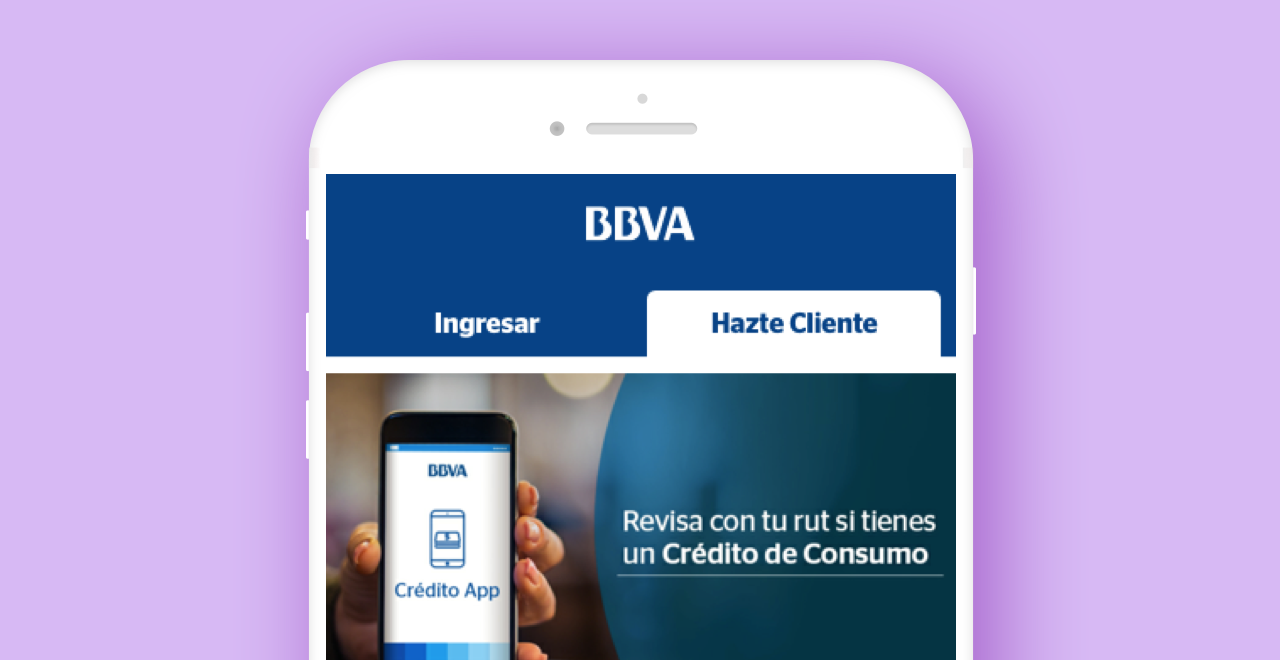 BBVA
Ingresar
Hazte Cliente
BBVA
Crédito App
Revisa con tu rut si tienes
un Crédito de Consumo